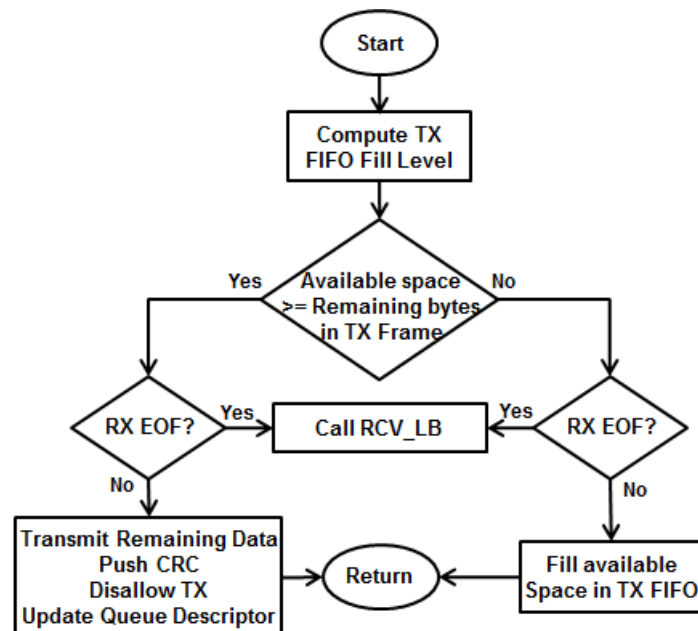 Start
Compute TX
FIFO Fill Level
Yes
Available space
>= Remaining bytes
in TX Frame
No
RX EOF?
Yes
Call RCV_LB
Yes
RX EOF?
No
No
Transmit Remaining Data
Push CRC
Disallow TX
Update Queue Descriptor
Return
Fill available
Space in TX FIFO